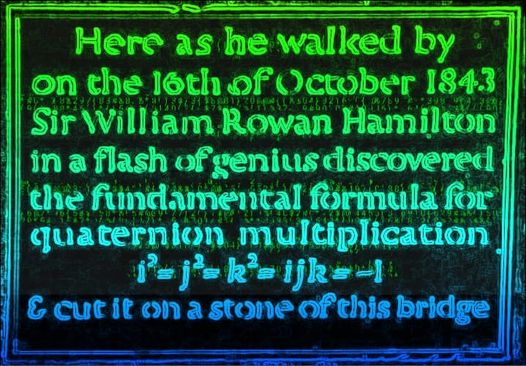 Here as he walked by
on the 16th of October 1843
Sir William Rowan Hamilton
in a flash of genius discovered
the fundamental formula for
quaternion multiplication
i²= j²= k²= ijk = −1
& cut it on a stone of this bridge